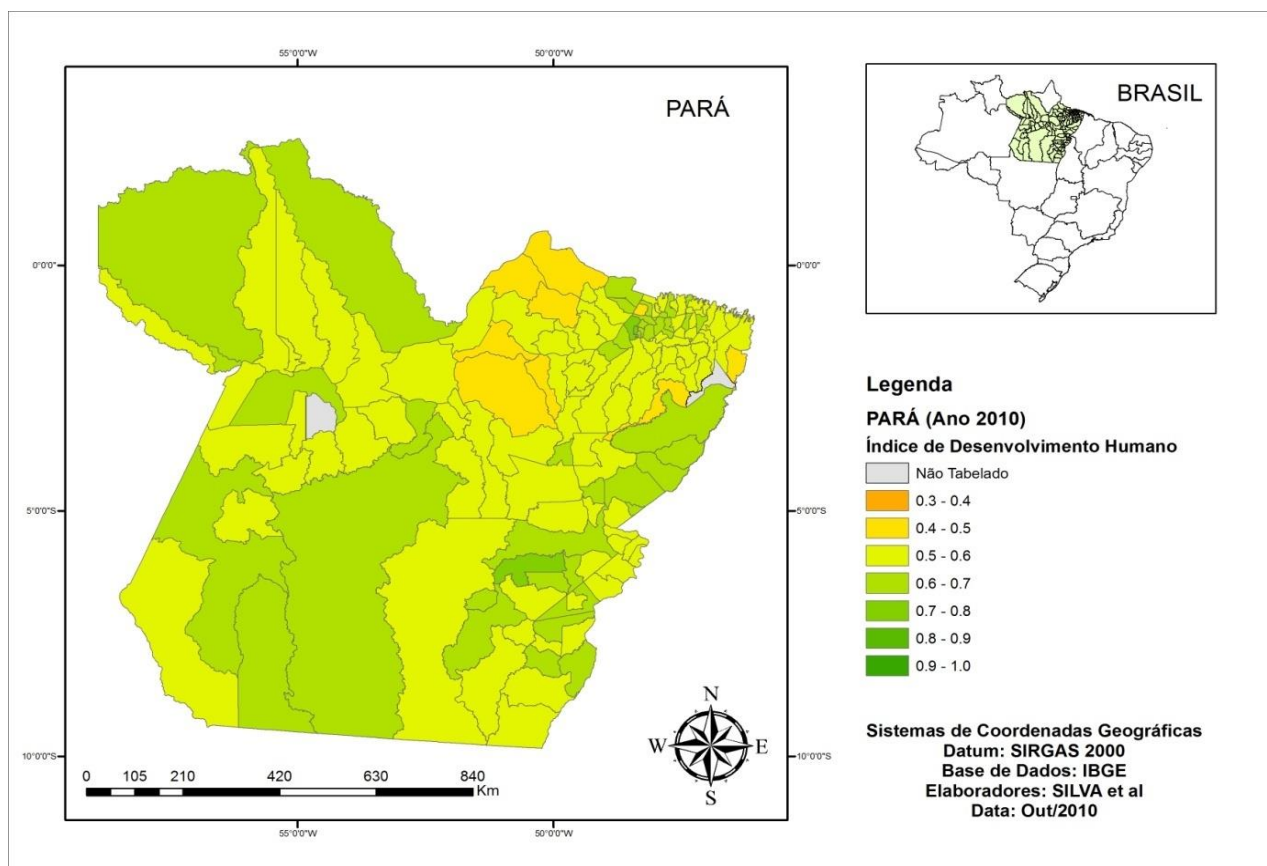 55°0'0"W
50°0'0"W
PARÁ
0°0'0"
0°0'0"
5°0'0"S
5°0'0"S
10°0'0"S
10°0'0"S
N
W
E
S
0
105
210
420
630
840
Km
55°0'0"W
50°0'0"W
BRASIL
Legenda
PARÁ (Ano 2010)
Índice de Desenvolvimento Humano
Não Tabelado
0.3 - 0.4
0.4 - 0.5
0.5 - 0.6
0.6 - 0.7
0.7 - 0.8
0.8 - 0.9
0.9 - 1.0
Sistemas de Coordenadas Geográficas
Datum: SIRGAS 2000
Base de Dados: IBGE
Elaboradores: SILVA et al
Data: Out/2010